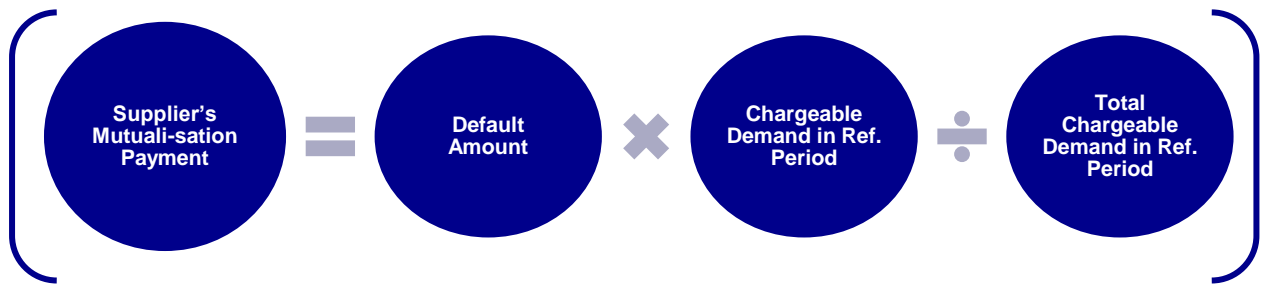 Supplier's
Mutuali-sation
Payment
=
Default
Amount
×
Chargeable
Demand in Ref.
Period
÷
Total
Chargeable
Demand in Ref.
Period